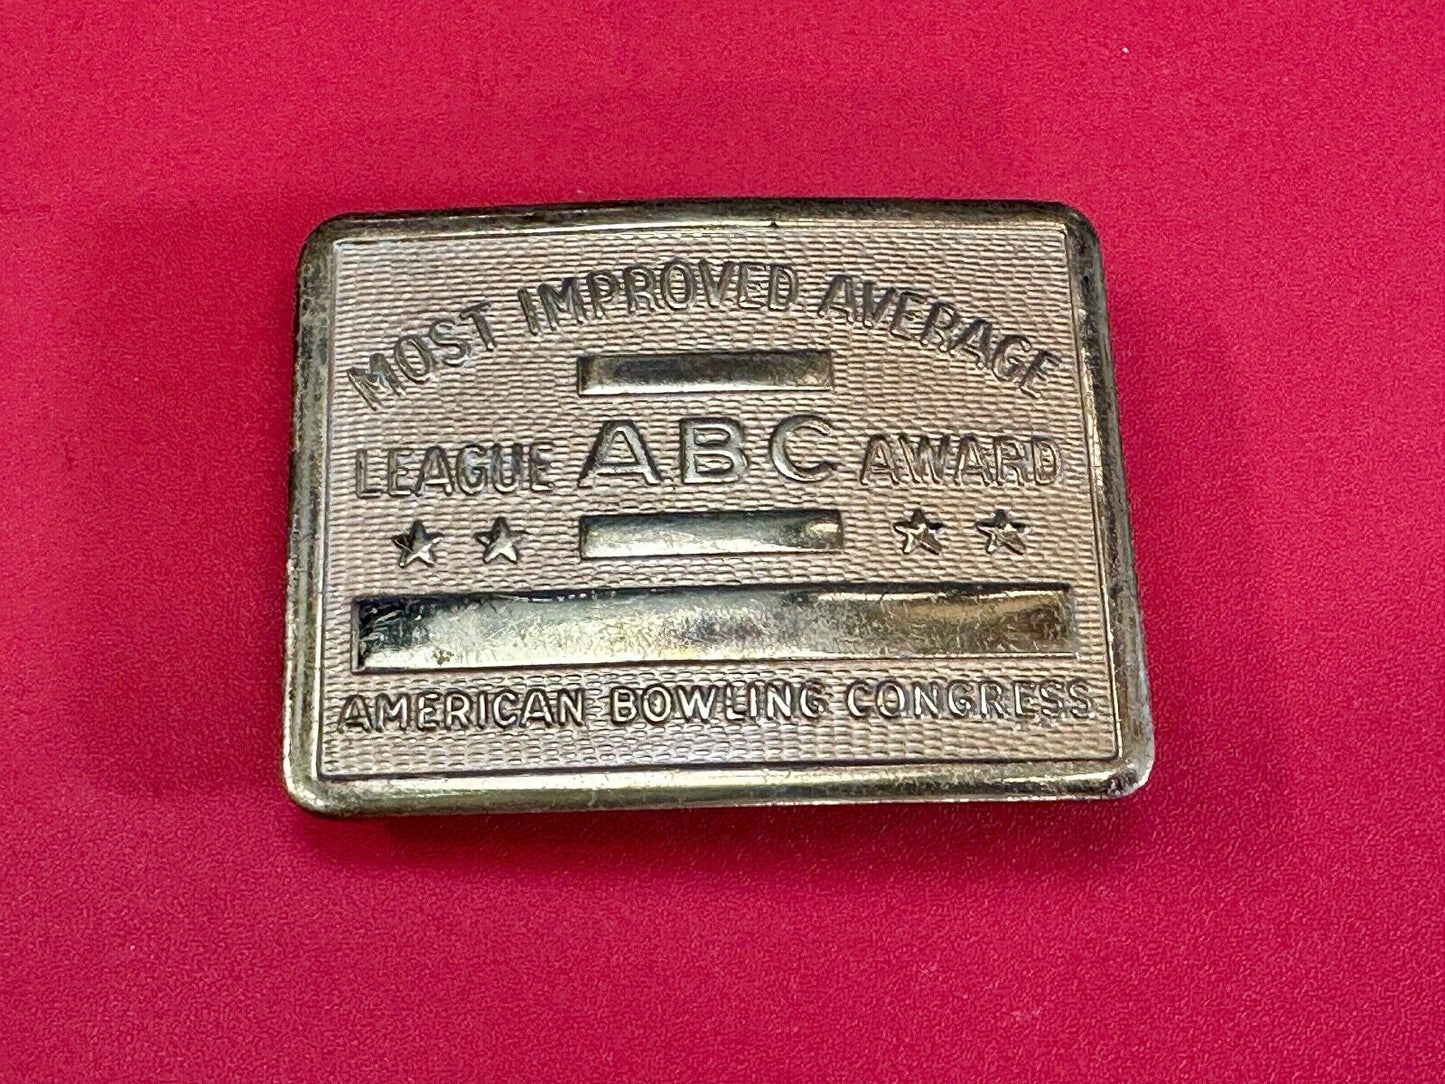 MOST IMPROVED AVERAGE
LEAGUE ABC AWARD
AMERICAN BOWLING CONGRESS